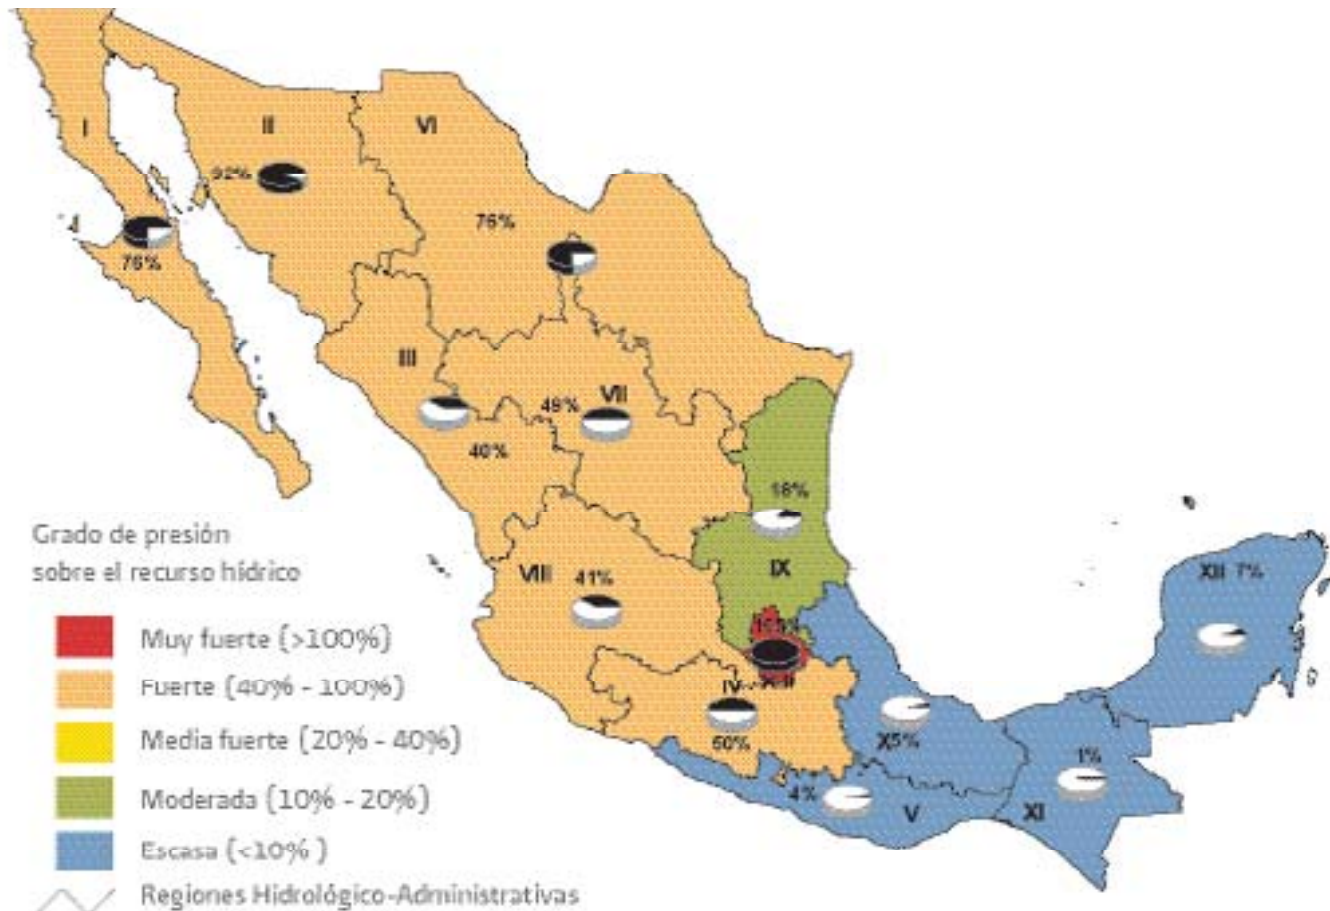 I
II
VI
92%
76%
76%
III
VII
49%
40%
18%
IX
VIII
41%
XII 7%
IV
50%
X
5%
1%
4%
V
XI
Grado de presión
sobre el recurso hídrico
Muy fuerte (>100%)
Fuerte (40% - 100%)
Media fuerte (20% - 40%)
Moderada (10% - 20%)
Escasa (<10% )
Regiones Hidrológico-Administrativas